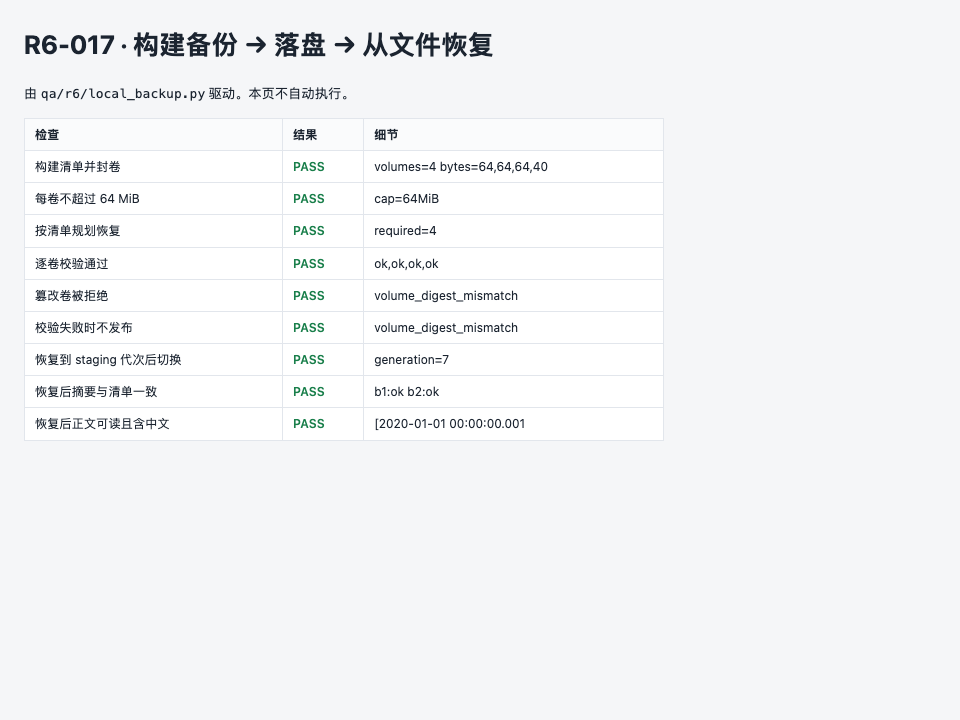 R6-017 · 构建备份 → 落盘 → 从文件恢复
由 qa/r6/local_backup.py 驱动。本页不自动执行。
检查 结果 细节
构建清单并封卷 PASS volumes=4 bytes=64,64,64,40
每卷不超过 64 MiB PASS cap=64MiB
按清单规划恢复 PASS required=4
逐卷校验通过 PASS ok,ok,ok,ok
篡改卷被拒绝 PASS volume_digest_mismatch
校验失败时不发布 PASS volume_digest_mismatch
恢复到 staging 代次后切换 PASS generation=7
恢复后摘要与清单一致 PASS b1:ok b2:ok
恢复后正文可读且含中文 PASS [2020-01-01 00:00:00.001